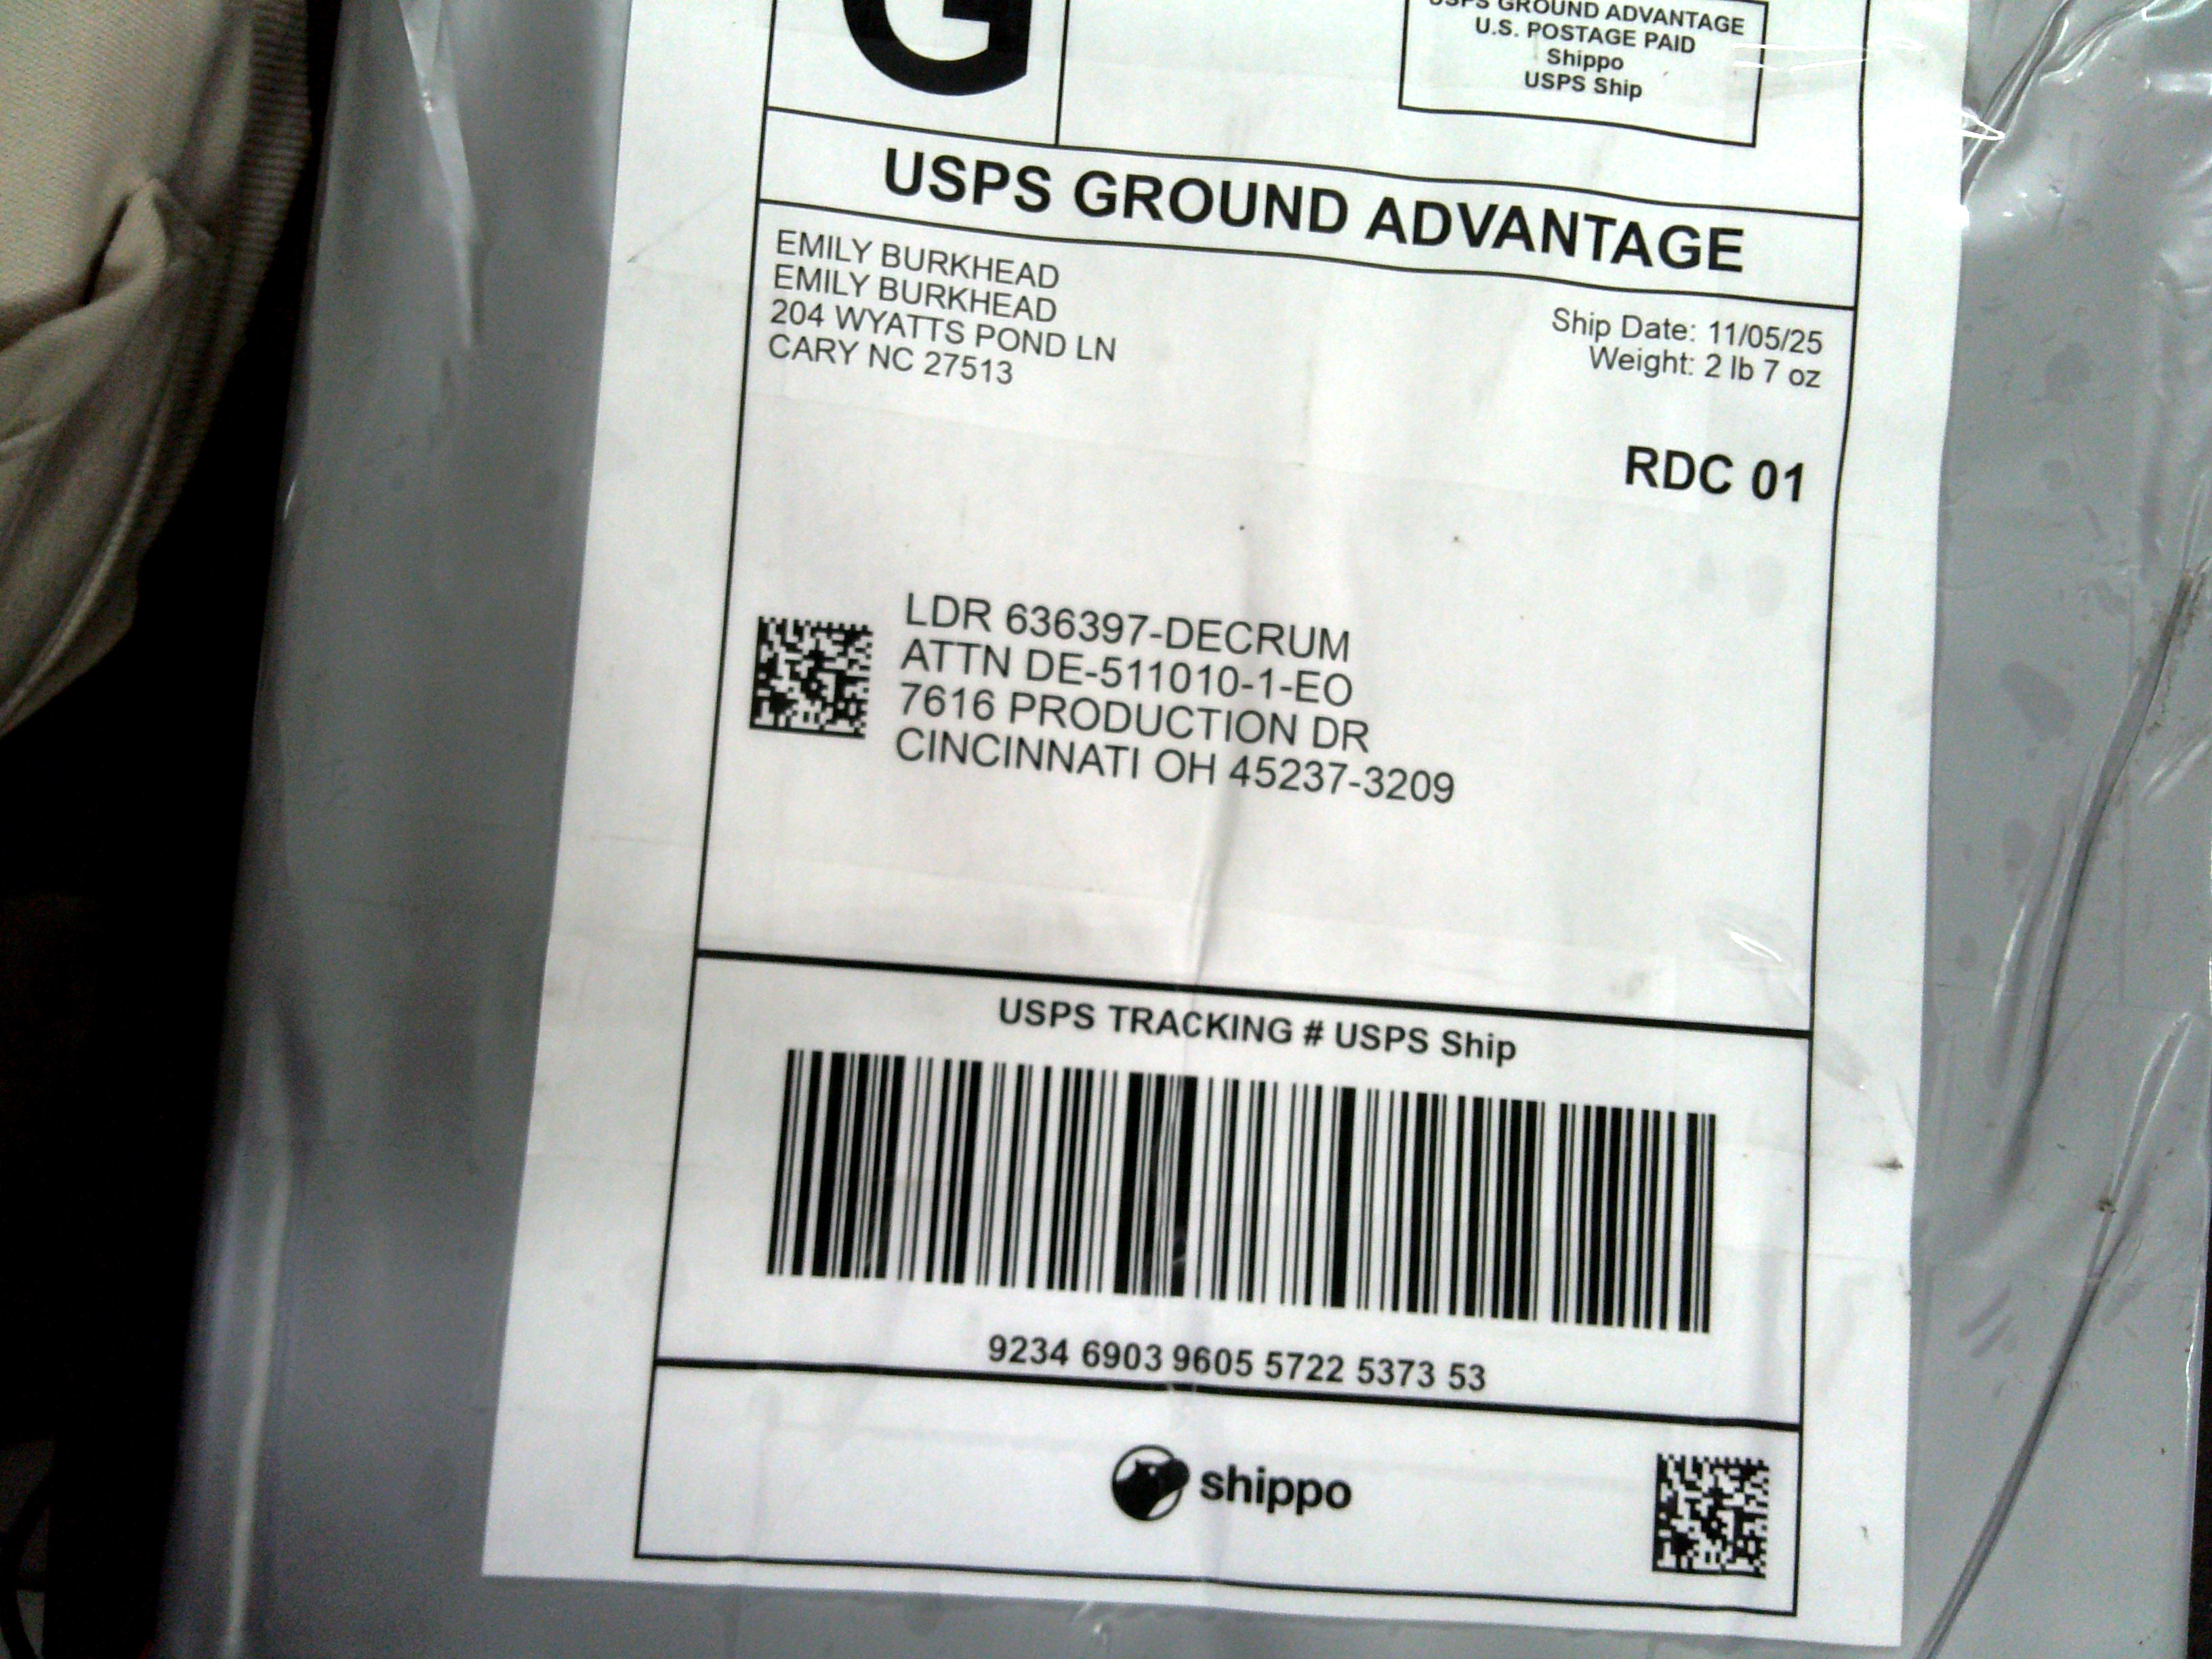 G
USPS GROUND ADVANTAGE
U.S. POSTAGE PAID
Shippo
USPS Ship
USPS GROUND ADVANTAGE
EMILY BURKHEAD
EMILY BURKHEAD
204 WYATTS POND LN
CARY NC 27513
Ship Date: 11/05/25
Weight: 2 lb 7 oz
RDC 01
LDR 636397-DECRUM
ATTN DE-511010-1-EO
7616 PRODUCTION DR
CINCINNATI OH 45237-3209
USPS TRACKING # USPS Ship
9234 6903 9605 5722 5373 53
shippo